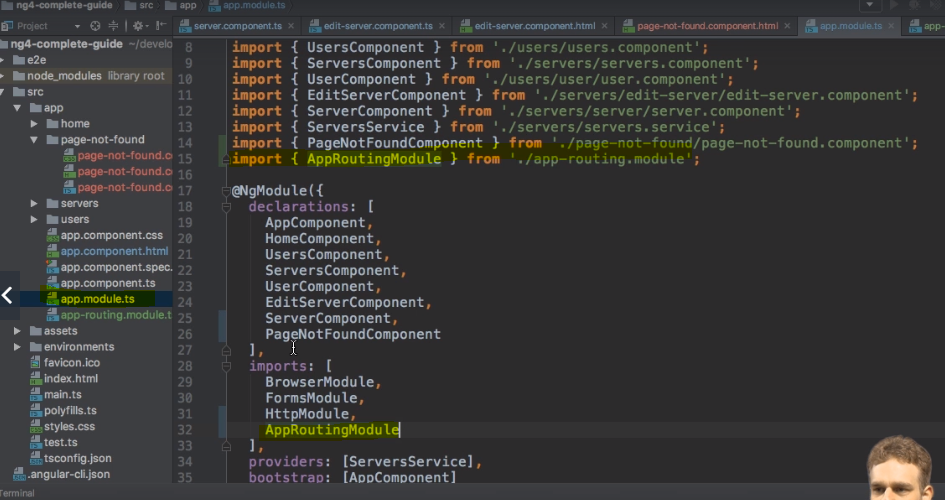 ng4-complete-guide src app app.module.ts
Project
server.component.ts edit-server.component.ts edit-server.component.html page-not-found.component.html app.module.ts app-
ng4-complete-guide ~/develo
e2e
node_modules library root
src
app
home
page-not-found
page-not-found.co
page-not-found.co
page-not-found.co
servers
users
app.component.css
app.component.html
app.component.spec.
app.component.ts
app.module.ts
app-routing.module.t
assets
environments
favicon.ico
index.html
main.ts
polyfills.ts
styles.css
test.ts
tsconfig.json
.angular-cli.json
Terminal
8 import { UsersComponent } from './users/users.component';
9 import { ServersComponent } from './servers/servers.component';
10 import { UserComponent } from './users/user/user.component';
11 import { EditServerComponent } from './servers/edit-server/edit-server.component';
12 import { ServerComponent } from './servers/server/server.component';
13 import { ServersService } from './servers/servers.service';
14 import { PageNotFoundComponent } from './page-not-found/page-not-found.component';
15 import { AppRoutingModule } from './app-routing.module';
16
17 @NgModule({
18 declarations: [
19 AppComponent,
20 HomeComponent,
21 UsersComponent,
22 ServersComponent,
23 UserComponent,
24 EditServerComponent,
25 ServerComponent,
26 PageNotFoundComponent
27 ],
28 imports: [
29 BrowserModule,
30 FormsModule,
31 HttpModule,
32 AppRoutingModule
33 ],
34 providers: [ServersService],
35 bootstrap: [AppComponent]